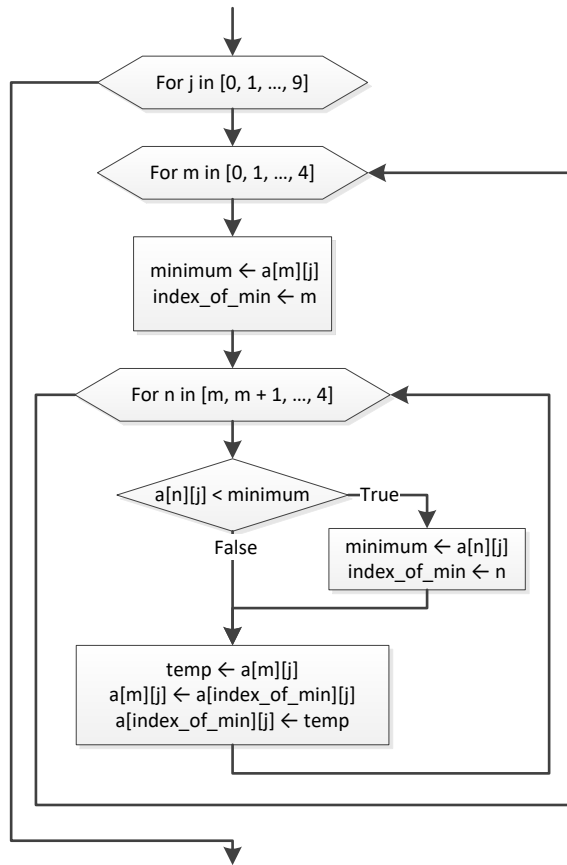 For j in [0, 1, …, 9]
For m in [0, 1, …, 4]
minimum ← a[m][j]
index_of_min ← m
For n in [m, m + 1, …, 4]
a[n][j] < minimum
True
False
minimum ← a[n][j]
index_of_min ← n
temp ← a[m][j]
a[m][j] ← a[index_of_min][j]
a[index_of_min][j] ← temp